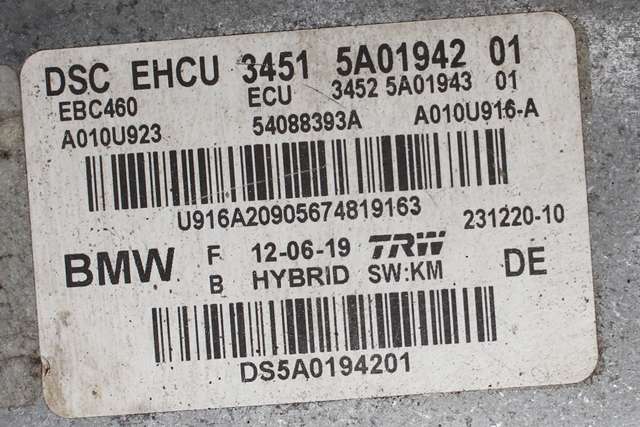 DSC EHCU 3451 5A01942 01
EBC460 ECU 3452 5A01943 01
A010U923 54088393A A010U916-A
U916A20905674819163 231220-10
BMW F 12-06-19 TRW DE
B HYBRID SW:KM
DS5A0194201